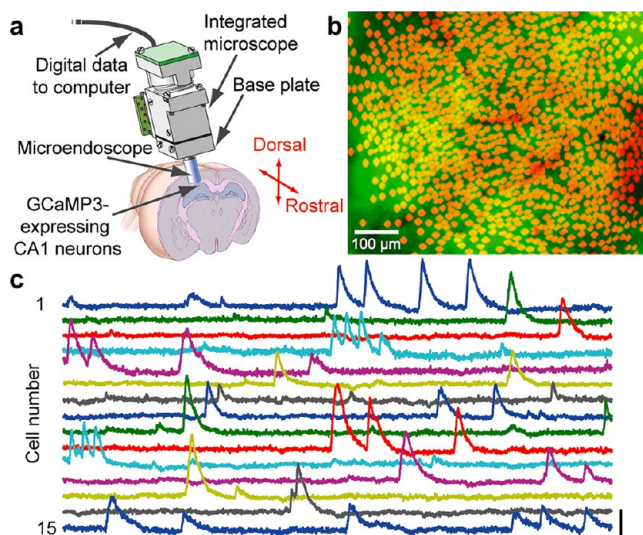 a
Digital data
to computer
Integrated
microscope
Base plate
Microendoscope
Dorsal
Rostral
GCaMP3-
expressing
CA1 neurons
b
100 µm
c
1
Cell number
15